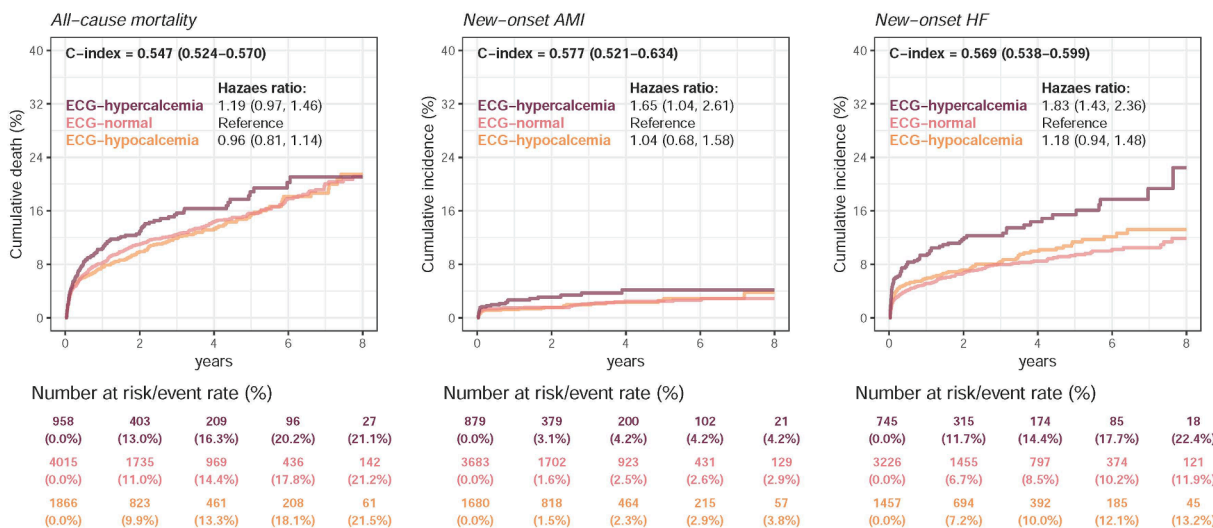 All-cause mortality
C-index = 0.547 (0.524-0.570)
Hazaes ratio:
ECG-hypercalcemia 1.19 (0.97, 1.46)
ECG-normal Reference
ECG-hypocalcemia 0.96 (0.81, 1.14)
Cumulative death (%)
40
32
24
16
8
0
0 2 4 6 8
years
Number at risk/event rate (%)
958 403 209 96 27
(0.0%) (13.0%) (16.3%) (20.2%) (21.1%)
4015 1735 969 436 142
(0.0%) (11.0%) (14.4%) (17.8%) (21.2%)
1866 823 461 208 61
(0.0%) (9.9%) (13.3%) (18.1%) (21.5%)
New-onset AMI
C-index = 0.577 (0.521-0.634)
Hazaes ratio:
ECG-hypercalcemia 1.65 (1.04, 2.61)
ECG-normal Reference
ECG-hypocalcemia 1.04 (0.68, 1.58)
Cumulative incidence (%)
40
32
24
16
8
0
0 2 4 6 8
years
Number at risk/event rate (%)
879 379 200 102 21
(0.0%) (3.1%) (4.2%) (4.2%) (4.2%)
3683 1702 923 431 129
(0.0%) (1.6%) (2.5%) (2.6%) (2.9%)
1680 818 464 215 57
(0.0%) (1.5%) (2.3%) (2.9%) (3.8%)
New-onset HF
C-index = 0.569 (0.538-0.599)
Hazaes ratio:
ECG-hypercalcemia 1.83 (1.43, 2.36)
ECG-normal Reference
ECG-hypocalcemia 1.18 (0.94, 1.48)
Cumulative incidence (%)
40
32
24
16
8
0
0 2 4 6 8
years
Number at risk/event rate (%)
745 315 174 85 18
(0.0%) (11.7%) (14.4%) (17.7%) (22.4%)
3226 1455 797 374 121
(0.0%) (6.7%) (8.5%) (10.2%) (11.9%)
1457 694 392 185 45
(0.0%) (7.2%) (10.0%) (12.1%) (13.2%)